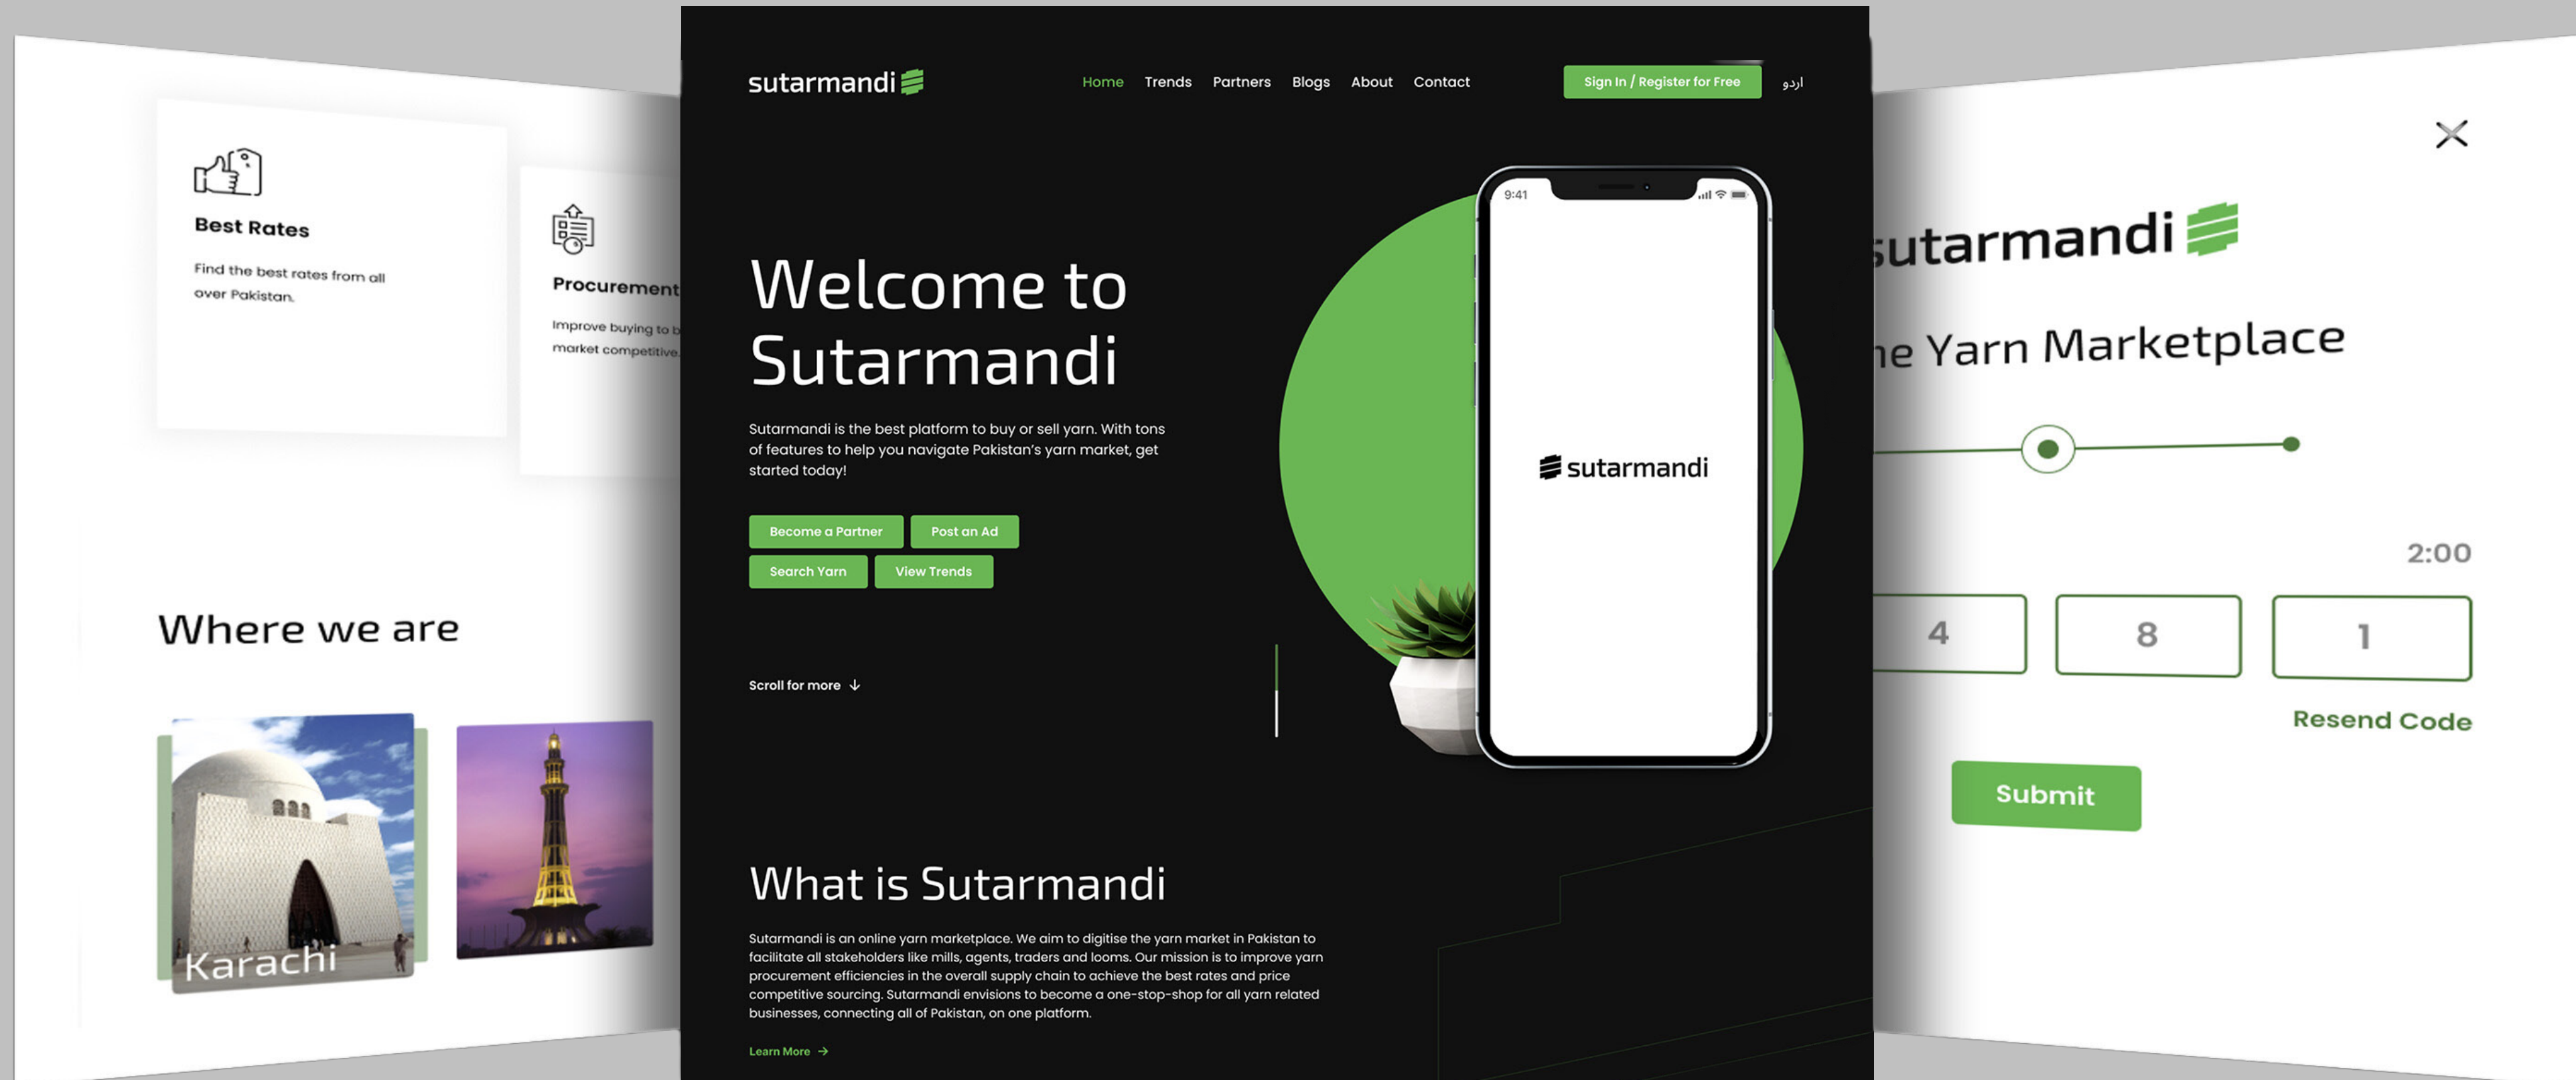 Best Rates
Find the best rates from all
over Pakistan.
Procurement
Improve buying to b
market competitive.
Where we are
Karachi
sutarmandi
Home Trends Partners Blogs About Contact
Sign In / Register for Free
اردو
Welcome to
Sutarmandi
Sutarmandi is the best platform to buy or sell yarn. With tons
of features to help you navigate Pakistan's yarn market, get
started today!
Become a Partner Post an Ad
Search Yarn View Trends
Scroll for more
9:41
sutarmandi
What is Sutarmandi
Sutarmandi is an online yarn marketplace. We aim to digitise the yarn market in Pakistan to
facilitate all stakeholders like mills, agents, traders and looms. Our mission is to improve yarn
procurement efficiencies in the overall supply chain to achieve the best rates and price
competitive sourcing. Sutarmandi envisions to become a one-stop-shop for all yarn related
businesses, connecting all of Pakistan, on one platform.
Learn More
sutarmandi
he Yarn Marketplace
2:00
4 8 1
Resend Code
Submit